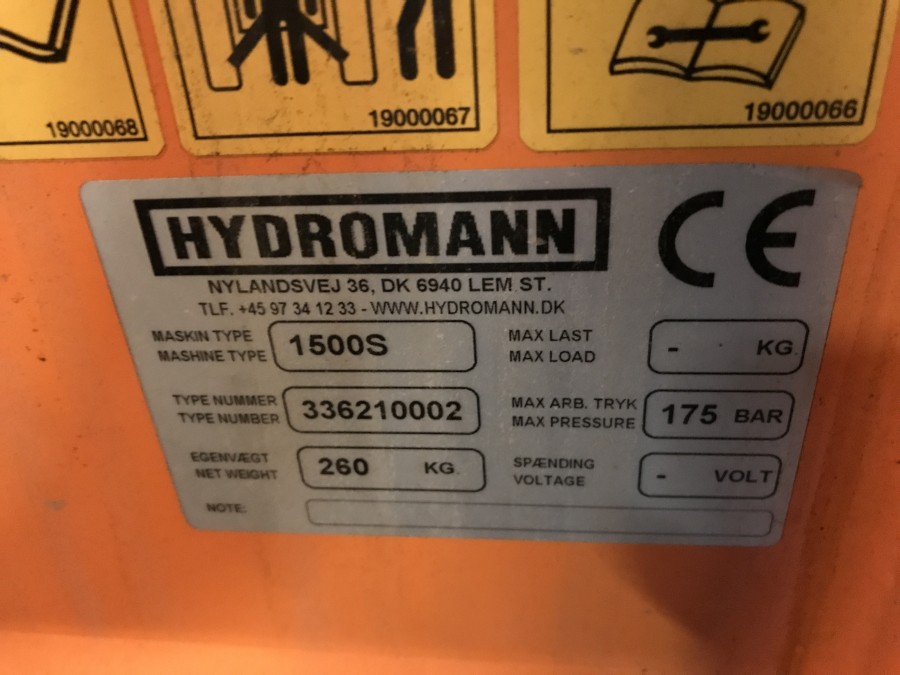 19000068
19000067
19000066
HYDROMANN
CE
NYLANDSVEJ 36, DK 6940 LEM ST.
TLF. +45 97 34 12 33 - WWW.HYDROMANN.DK
MASKIN TYPE
MASHINE TYPE
1500S
MAX LAST
MAX LOAD
- KG
TYPE NUMMER
TYPE NUMBER
336210002
MAX ARB. TRYK
MAX PRESSURE
175 BAR
EGENVÆGT
NET WEIGHT
260 KG
SPÆNDING
VOLTAGE
- VOLT
NOTE: